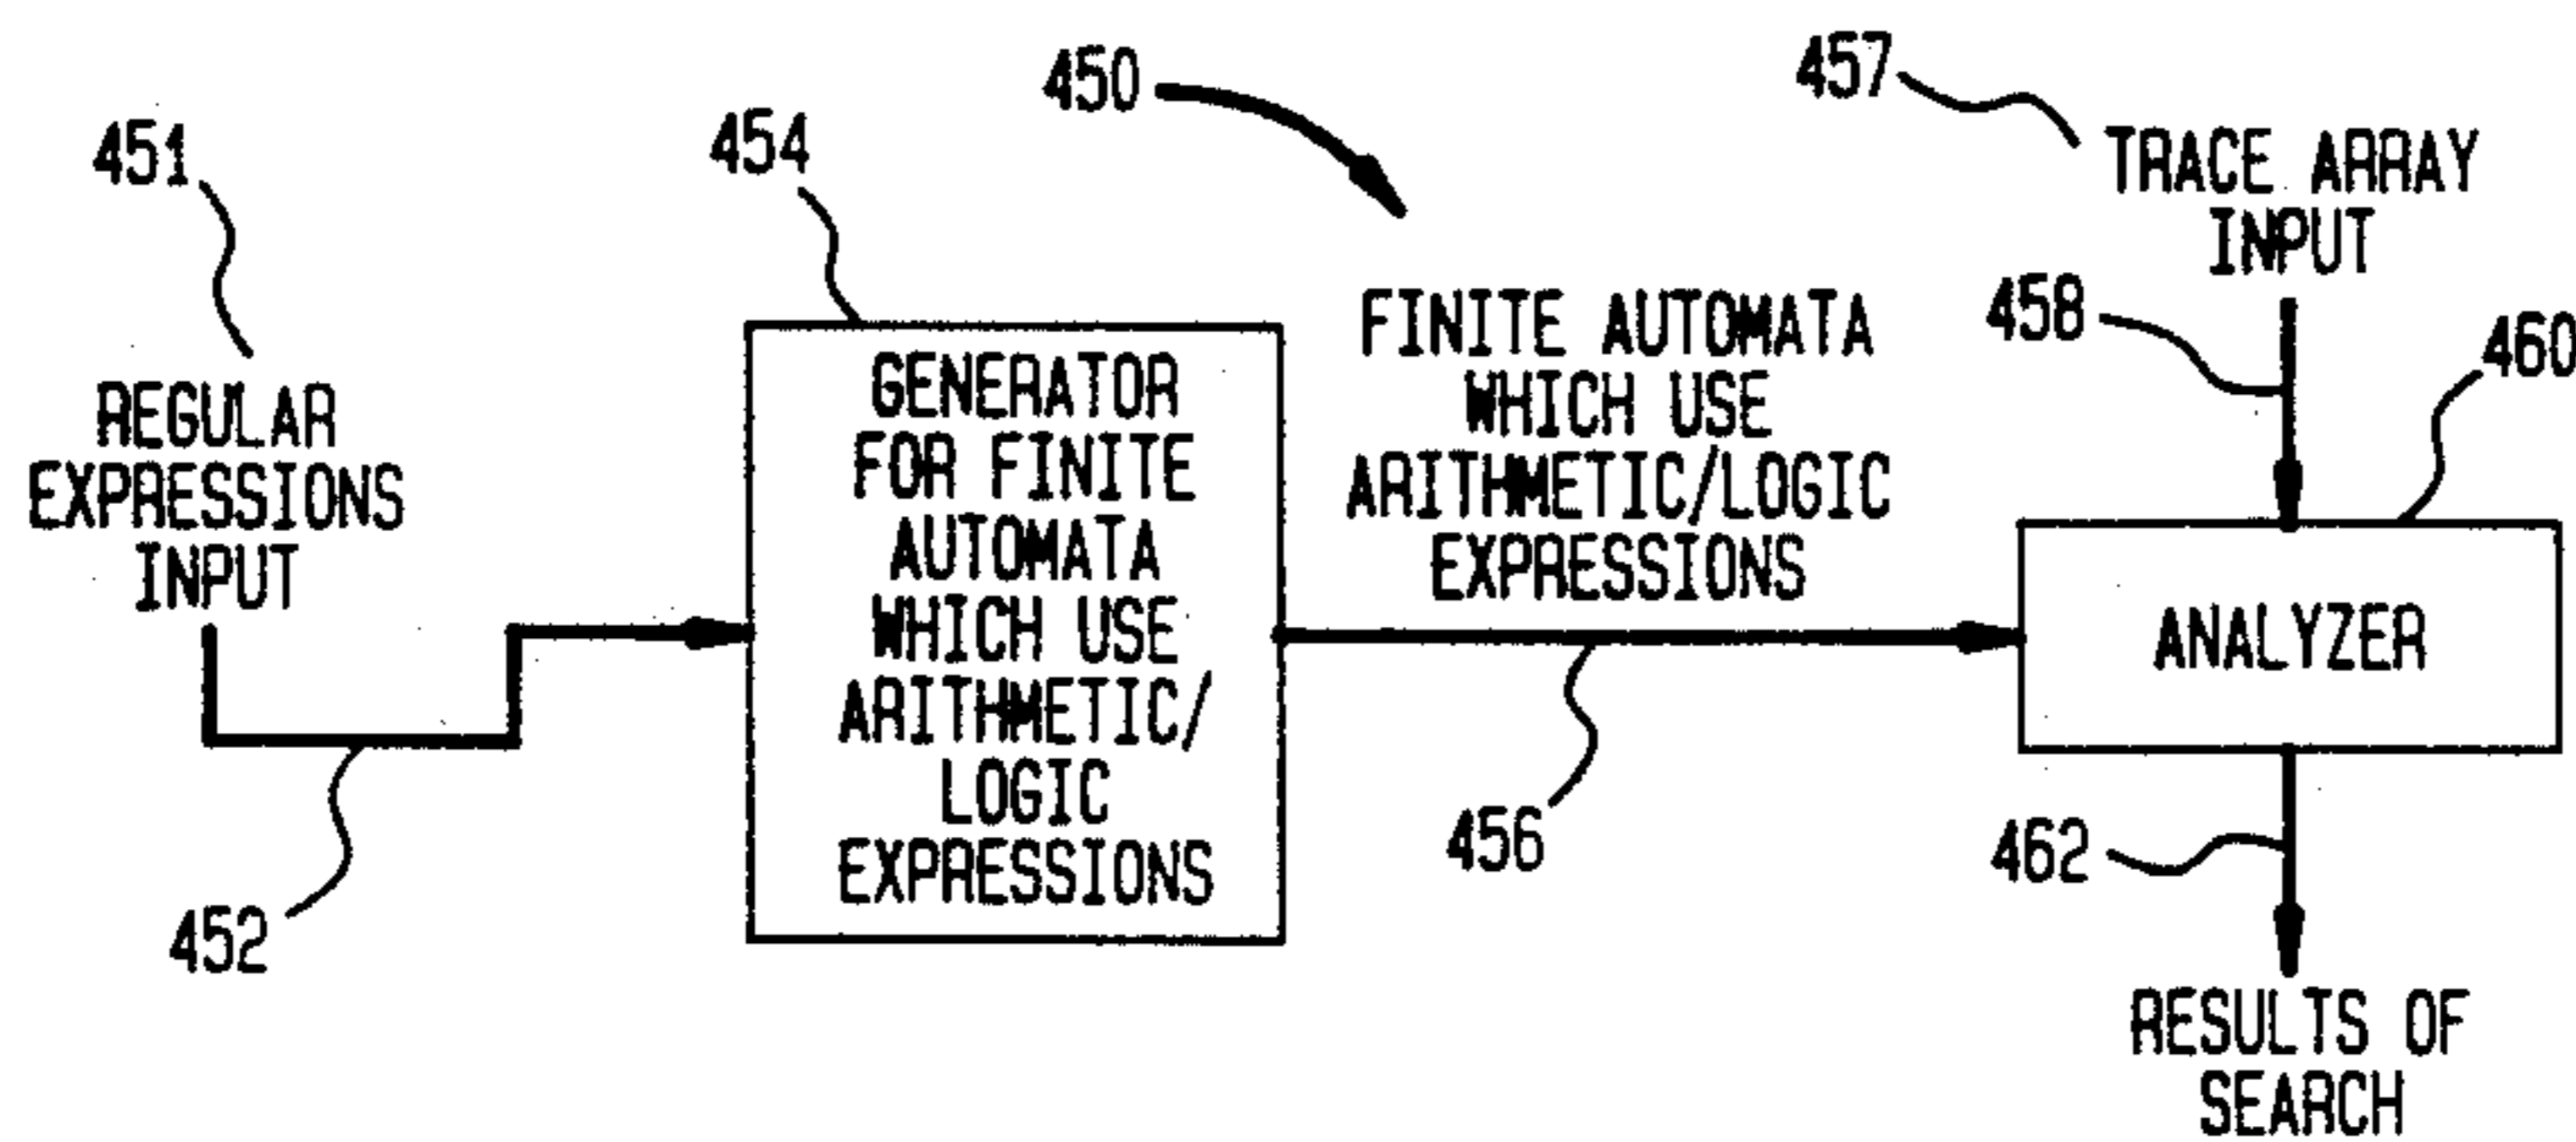 450
457
451
454
TRACE ARRAY
INPUT
458
460
REGULAR
EXPRESSIONS
INPUT
GENERATOR
FOR FINITE
AUTOMATA
WHICH USE
ARITHMETIC/
LOGIC
EXPRESSIONS
FINITE AUTOMATA
WHICH USE
ARITHMETIC/LOGIC
EXPRESSIONS
ANALYZER
452
456
462
RESULTS OF
SEARCH